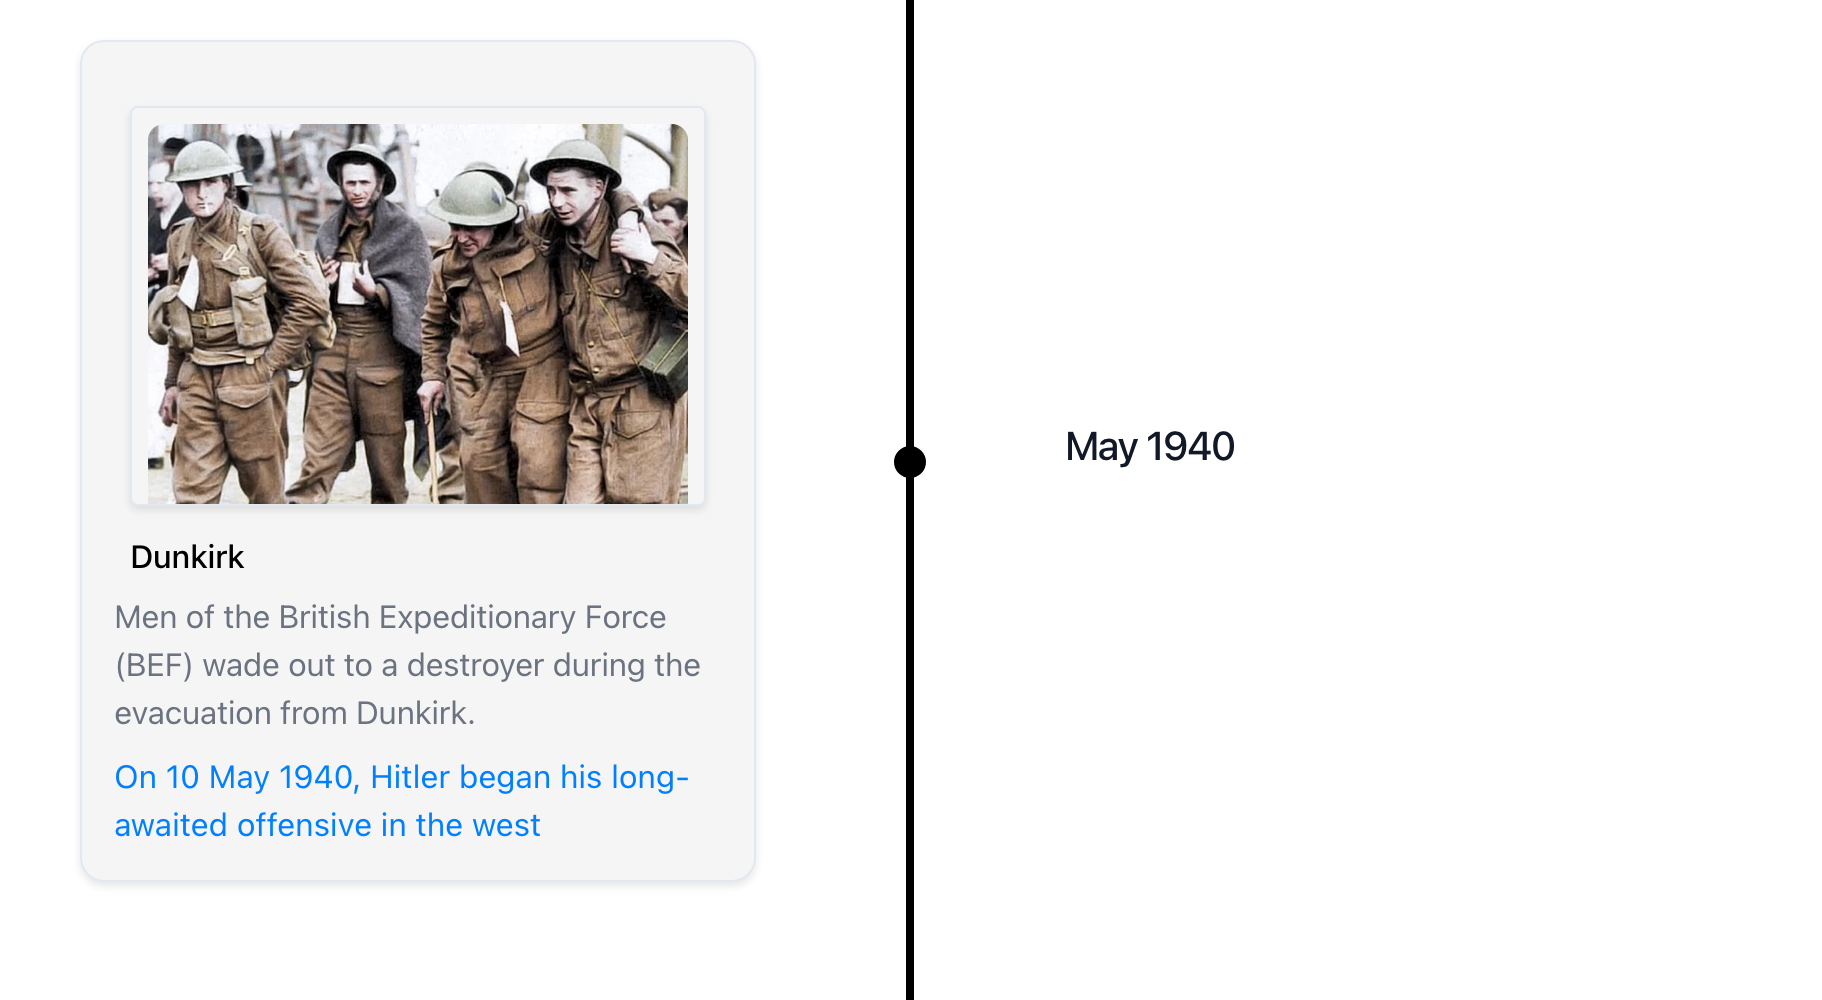 Dunkirk
Men of the British Expeditionary Force
(BEF) wade out to a destroyer during the
evacuation from Dunkirk.
On 10 May 1940, Hitler began his long-
awaited offensive in the west
May 1940